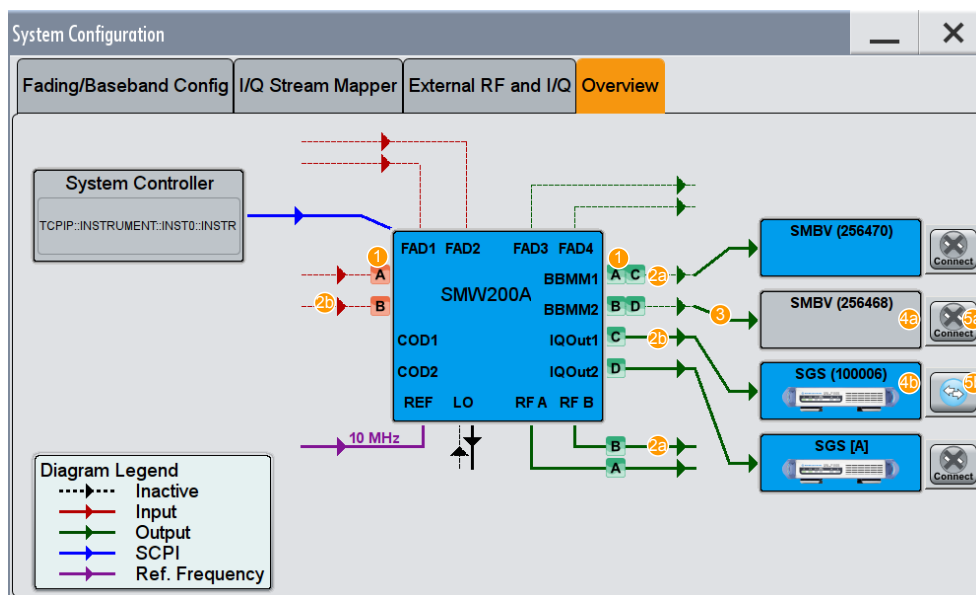 System Configuration
Fading/Baseband Config
I/Q Stream Mapper
External RF and I/Q
Overview
System Controller
TCPIP::INSTRUMENT::INST0::INSTR
1
A
2b
B
FAD1 FAD2 FAD3 FAD4
SMW200A
BBMM1
BBMM2
COD1
COD2
IQOut1
IQOut2
REF LO RF A RF B
1
A C 2a
B D
3
C 2b
D
B 2a
A
10 MHz
SMBV (256470)
Connect
SMBV (256468)
4a
5a
Connect
SGS (100006)
4b
SGS [A]
Connect
Diagram Legend
Inactive
Input
Output
SCPI
Ref. Frequency